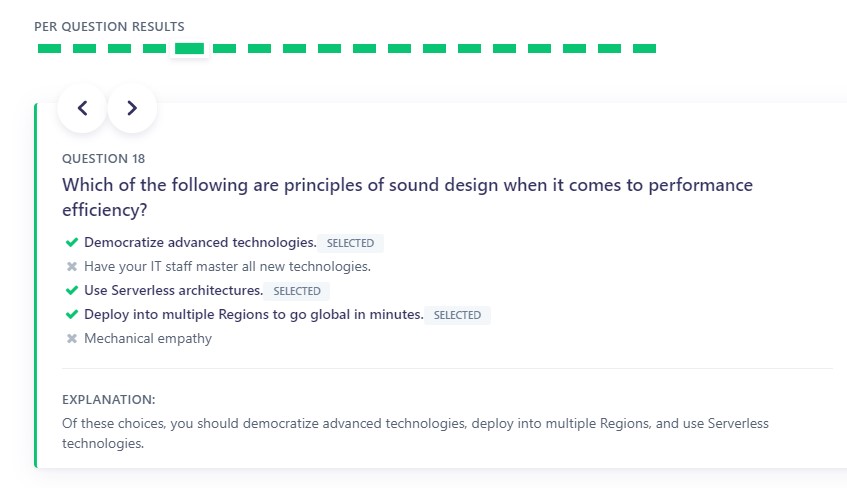 PER QUESTION RESULTS
QUESTION 18
Which of the following are principles of sound design when it comes to performance
efficiency?
Democratize advanced technologies. SELECTED
Have your IT staff master all new technologies.
Use Serverless architectures. SELECTED
Deploy into multiple Regions to go global in minutes. SELECTED
Mechanical empathy
EXPLANATION:
Of these choices, you should democratize advanced technologies, deploy into multiple Regions, and use Serverless
technologies.